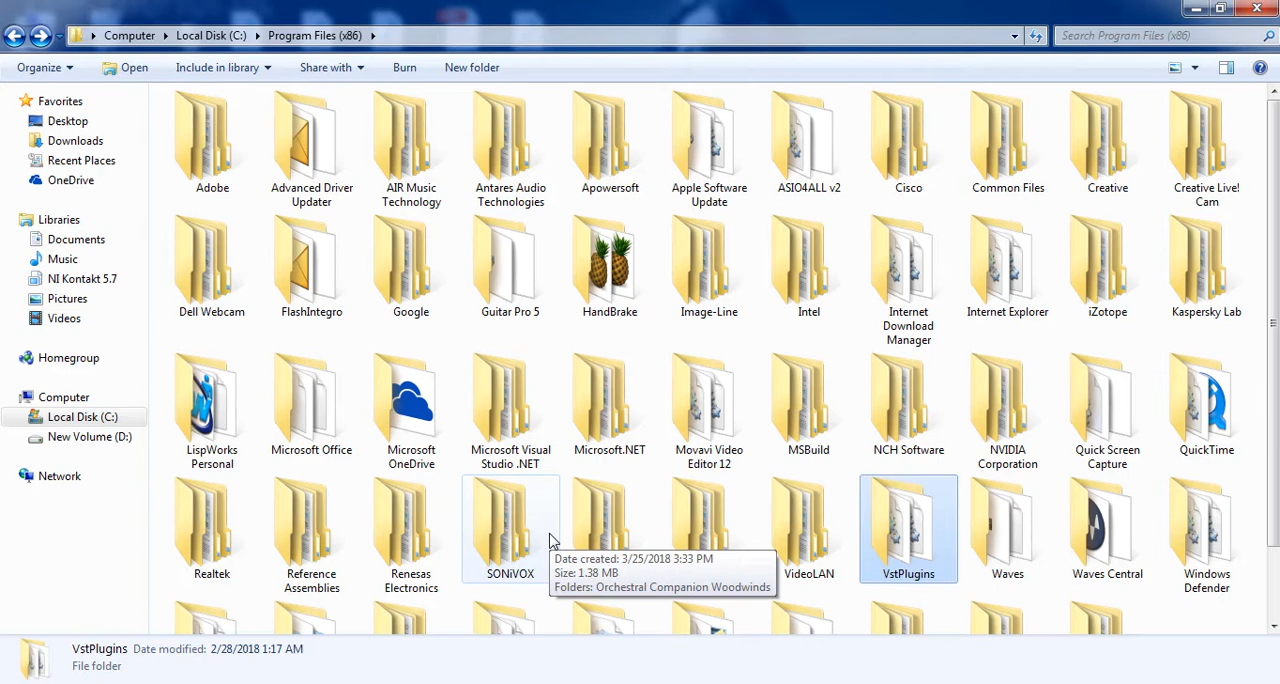 Computer
Local Disk (C:)
Program Files (x86)
Search Program Files (x86)
Organize
Open
Include in library
Share with
Burn
New folder
Favorites
Desktop
Downloads
Recent Places
OneDrive
Libraries
Documents
Music
NI Kontakt 5.7
Pictures
Videos
Homegroup
Computer
Local Disk (C:)
New Volume (D:)
Network
Adobe
Advanced Driver
Updater
AIR Music
Technology
Antares Audio
Technologies
Apowersoft
Apple Software
Update
ASIO4ALL v2
Cisco
Common Files
Creative
Creative Live!
Cam
Dell Webcam
FlashIntegro
Google
Guitar Pro 5
HandBrake
Image-Line
Intel
Internet
Download
Manager
Internet Explorer
iZotope
Kaspersky Lab
LispWorks
Personal
Microsoft Office
Microsoft
OneDrive
Microsoft Visual
Studio .NET
Microsoft.NET
Movavi Video
Editor 12
MSBuild
NCH Software
NVIDIA
Corporation
Quick Screen
Capture
QuickTime
Realtek
Reference
Assemblies
Renesas
Electronics
SONiVOX
VideoLAN
VstPlugins
Waves
Waves Central
Windows
Defender
Date created: 3/25/2018 3:33 PM
Size: 1.38 MB
Folders: Orchestral Companion Woodwinds
VstPlugins Date modified: 2/28/2018 1:17 AM
File folder